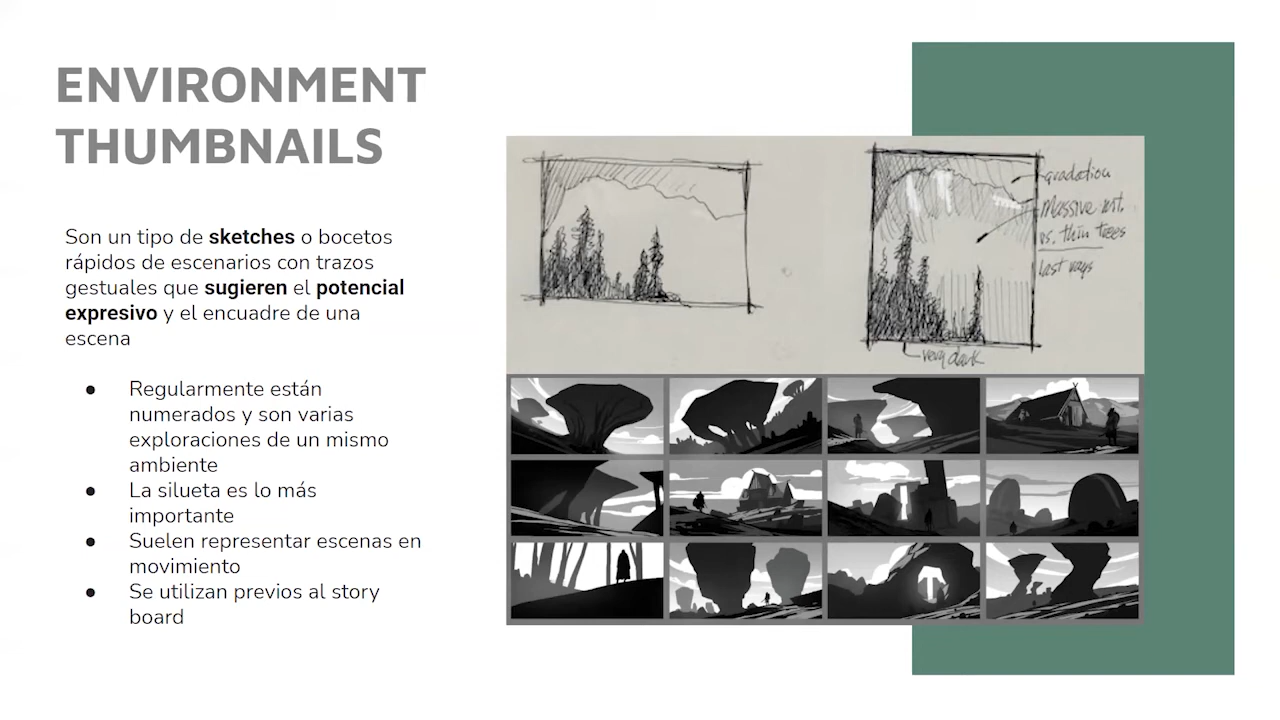 ENVIRONMENT
THUMBNAILS
Son un tipo de sketches o bocetos
rápidos de escenarios con trazos
gestuales que sugieren el potencial
expresivo y el encuadre de una
escena
● Regularmente están
numerados y son varias
exploraciones de un mismo
ambiente
● La silueta es lo más
importante
● Suelen representar escenas en
movimiento
● Se utilizan previos al story
board
gradation
Massive
vs. thin trees
last rays
very dark